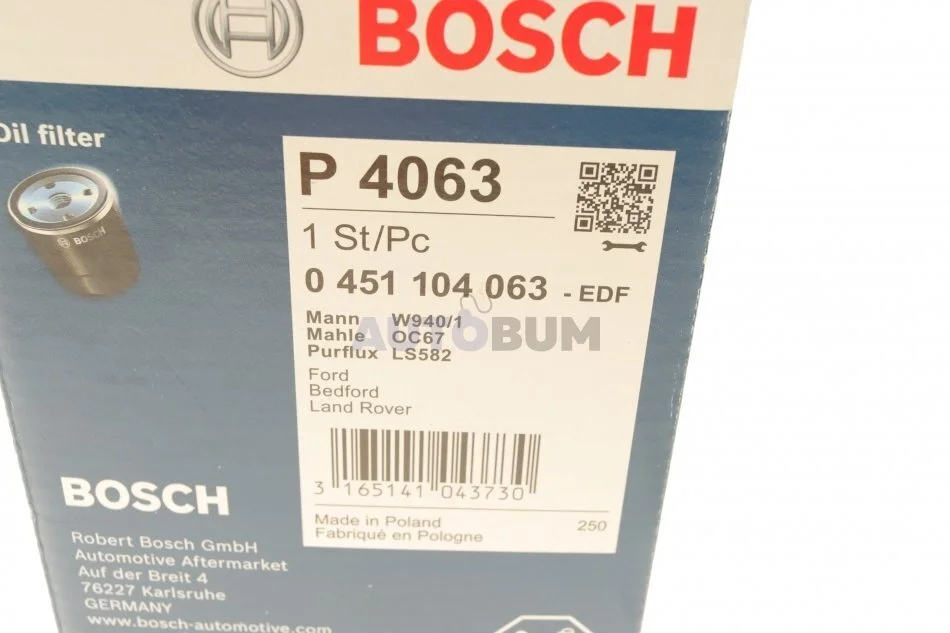 BOSCH
Oil filter
BOSCH
P 4063
1 St/Pc
0 451 104 063 - EDF
Mann W940/1
Mahle OC67
Purflux LS582
AUTOBUM
Ford
Bedford
Land Rover
3 165141 043730
Made in Poland 250
Fabriqué en Pologne
BOSCH
Robert Bosch GmbH
Automotive Aftermarket
Auf der Breit 4
76227 Karlsruhe
GERMANY
www.bosch-automotive.com